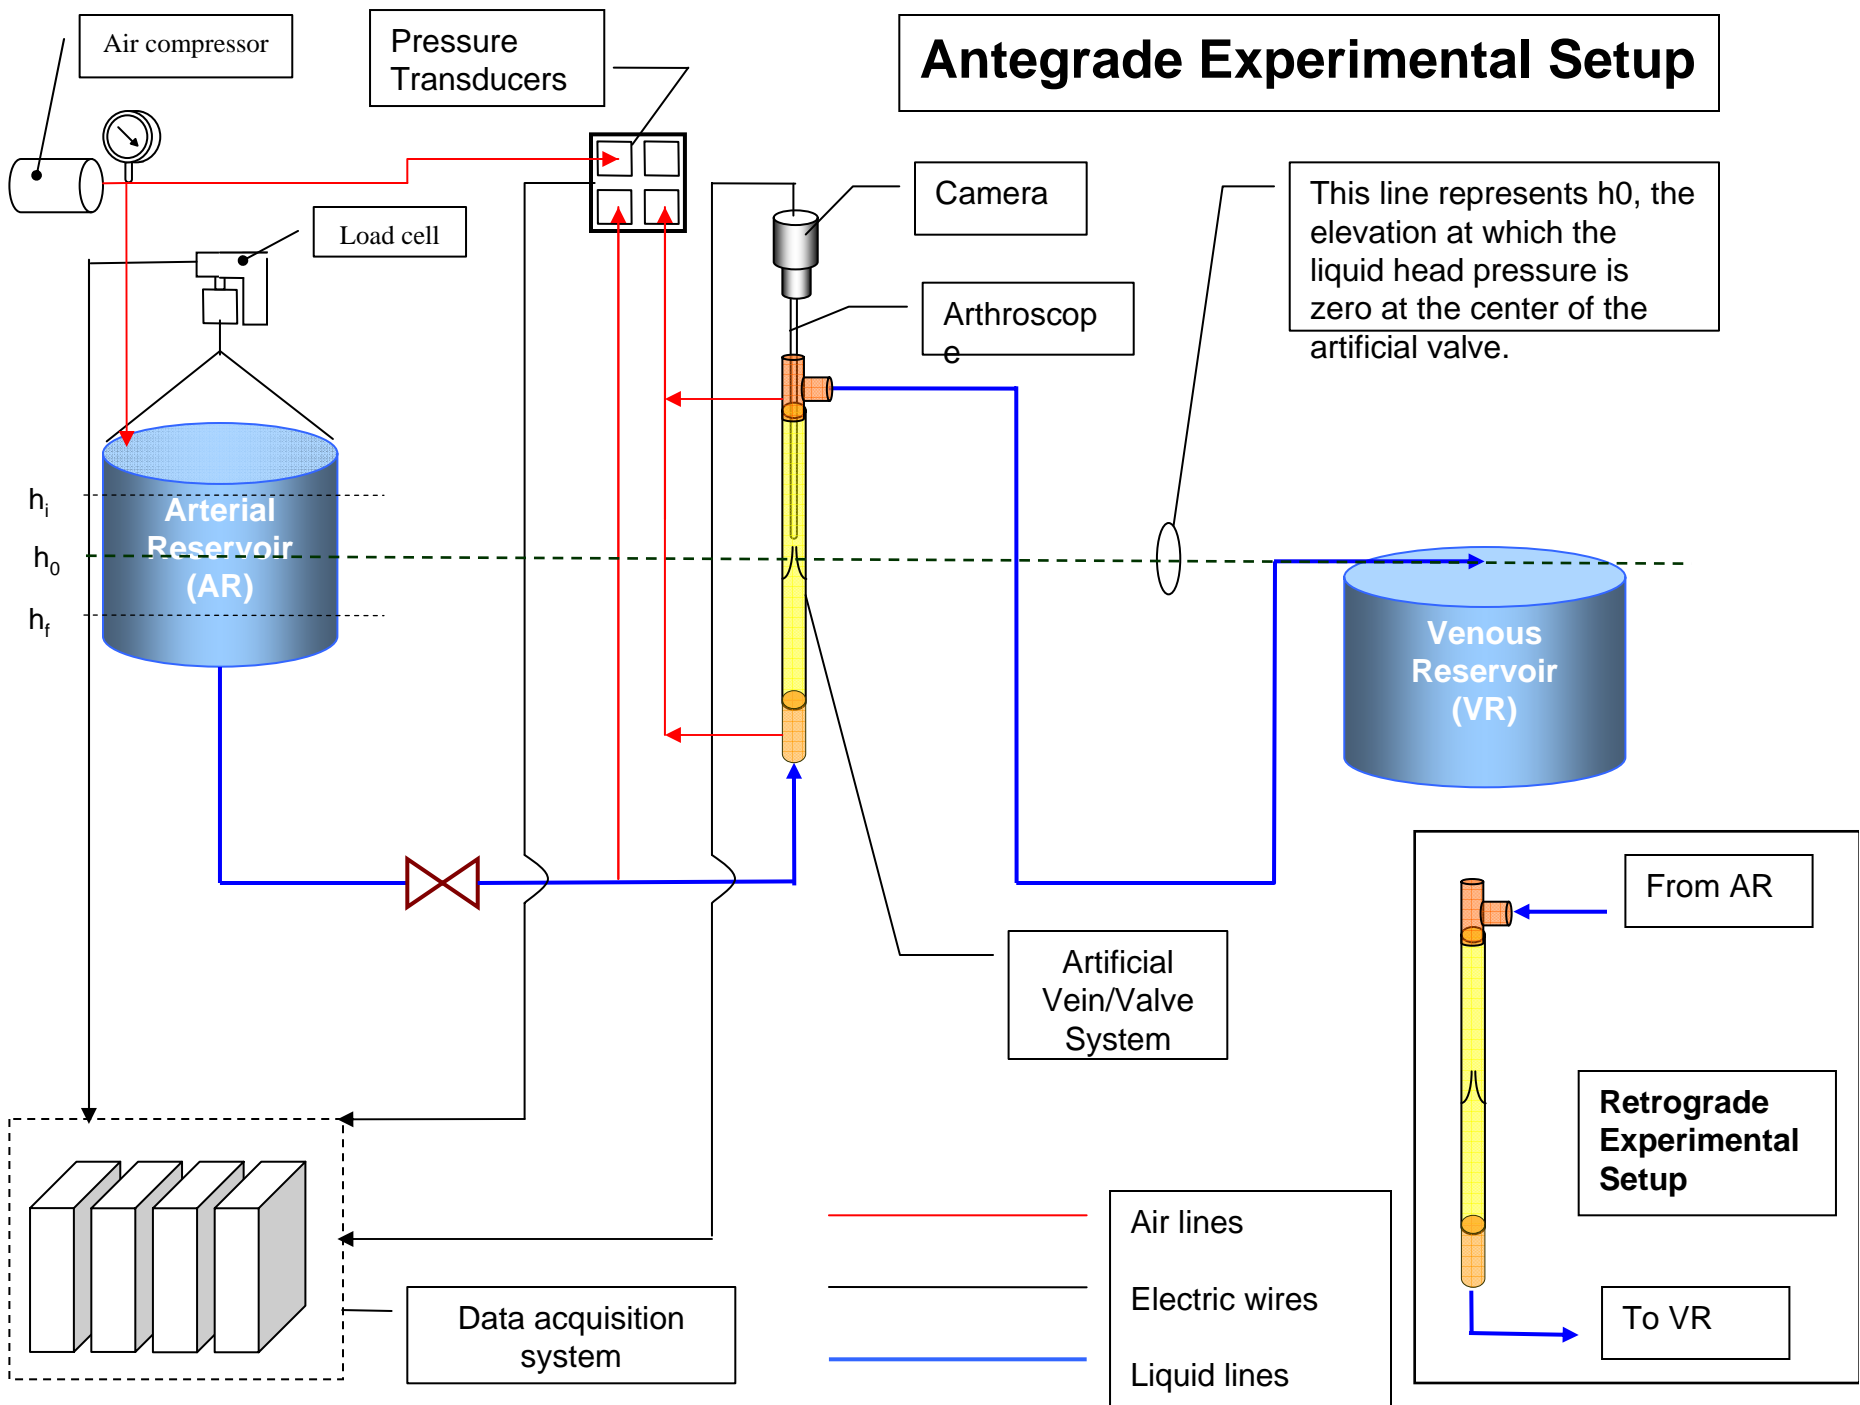 Air compressor
Pressure
Transducers
Antegrade Experimental Setup
Load cell
Camera
Arthroscop
e
This line represents h0, the
elevation at which the
liquid head pressure is
zero at the center of the
artificial valve.
hi
h0
hf
Arterial
Reservoir
(AR)
Venous
Reservoir
(VR)
Artificial
Vein/Valve
System
From AR
Retrograde
Experimental
Setup
To VR
Data acquisition
system
Air lines
Electric wires
Liquid lines